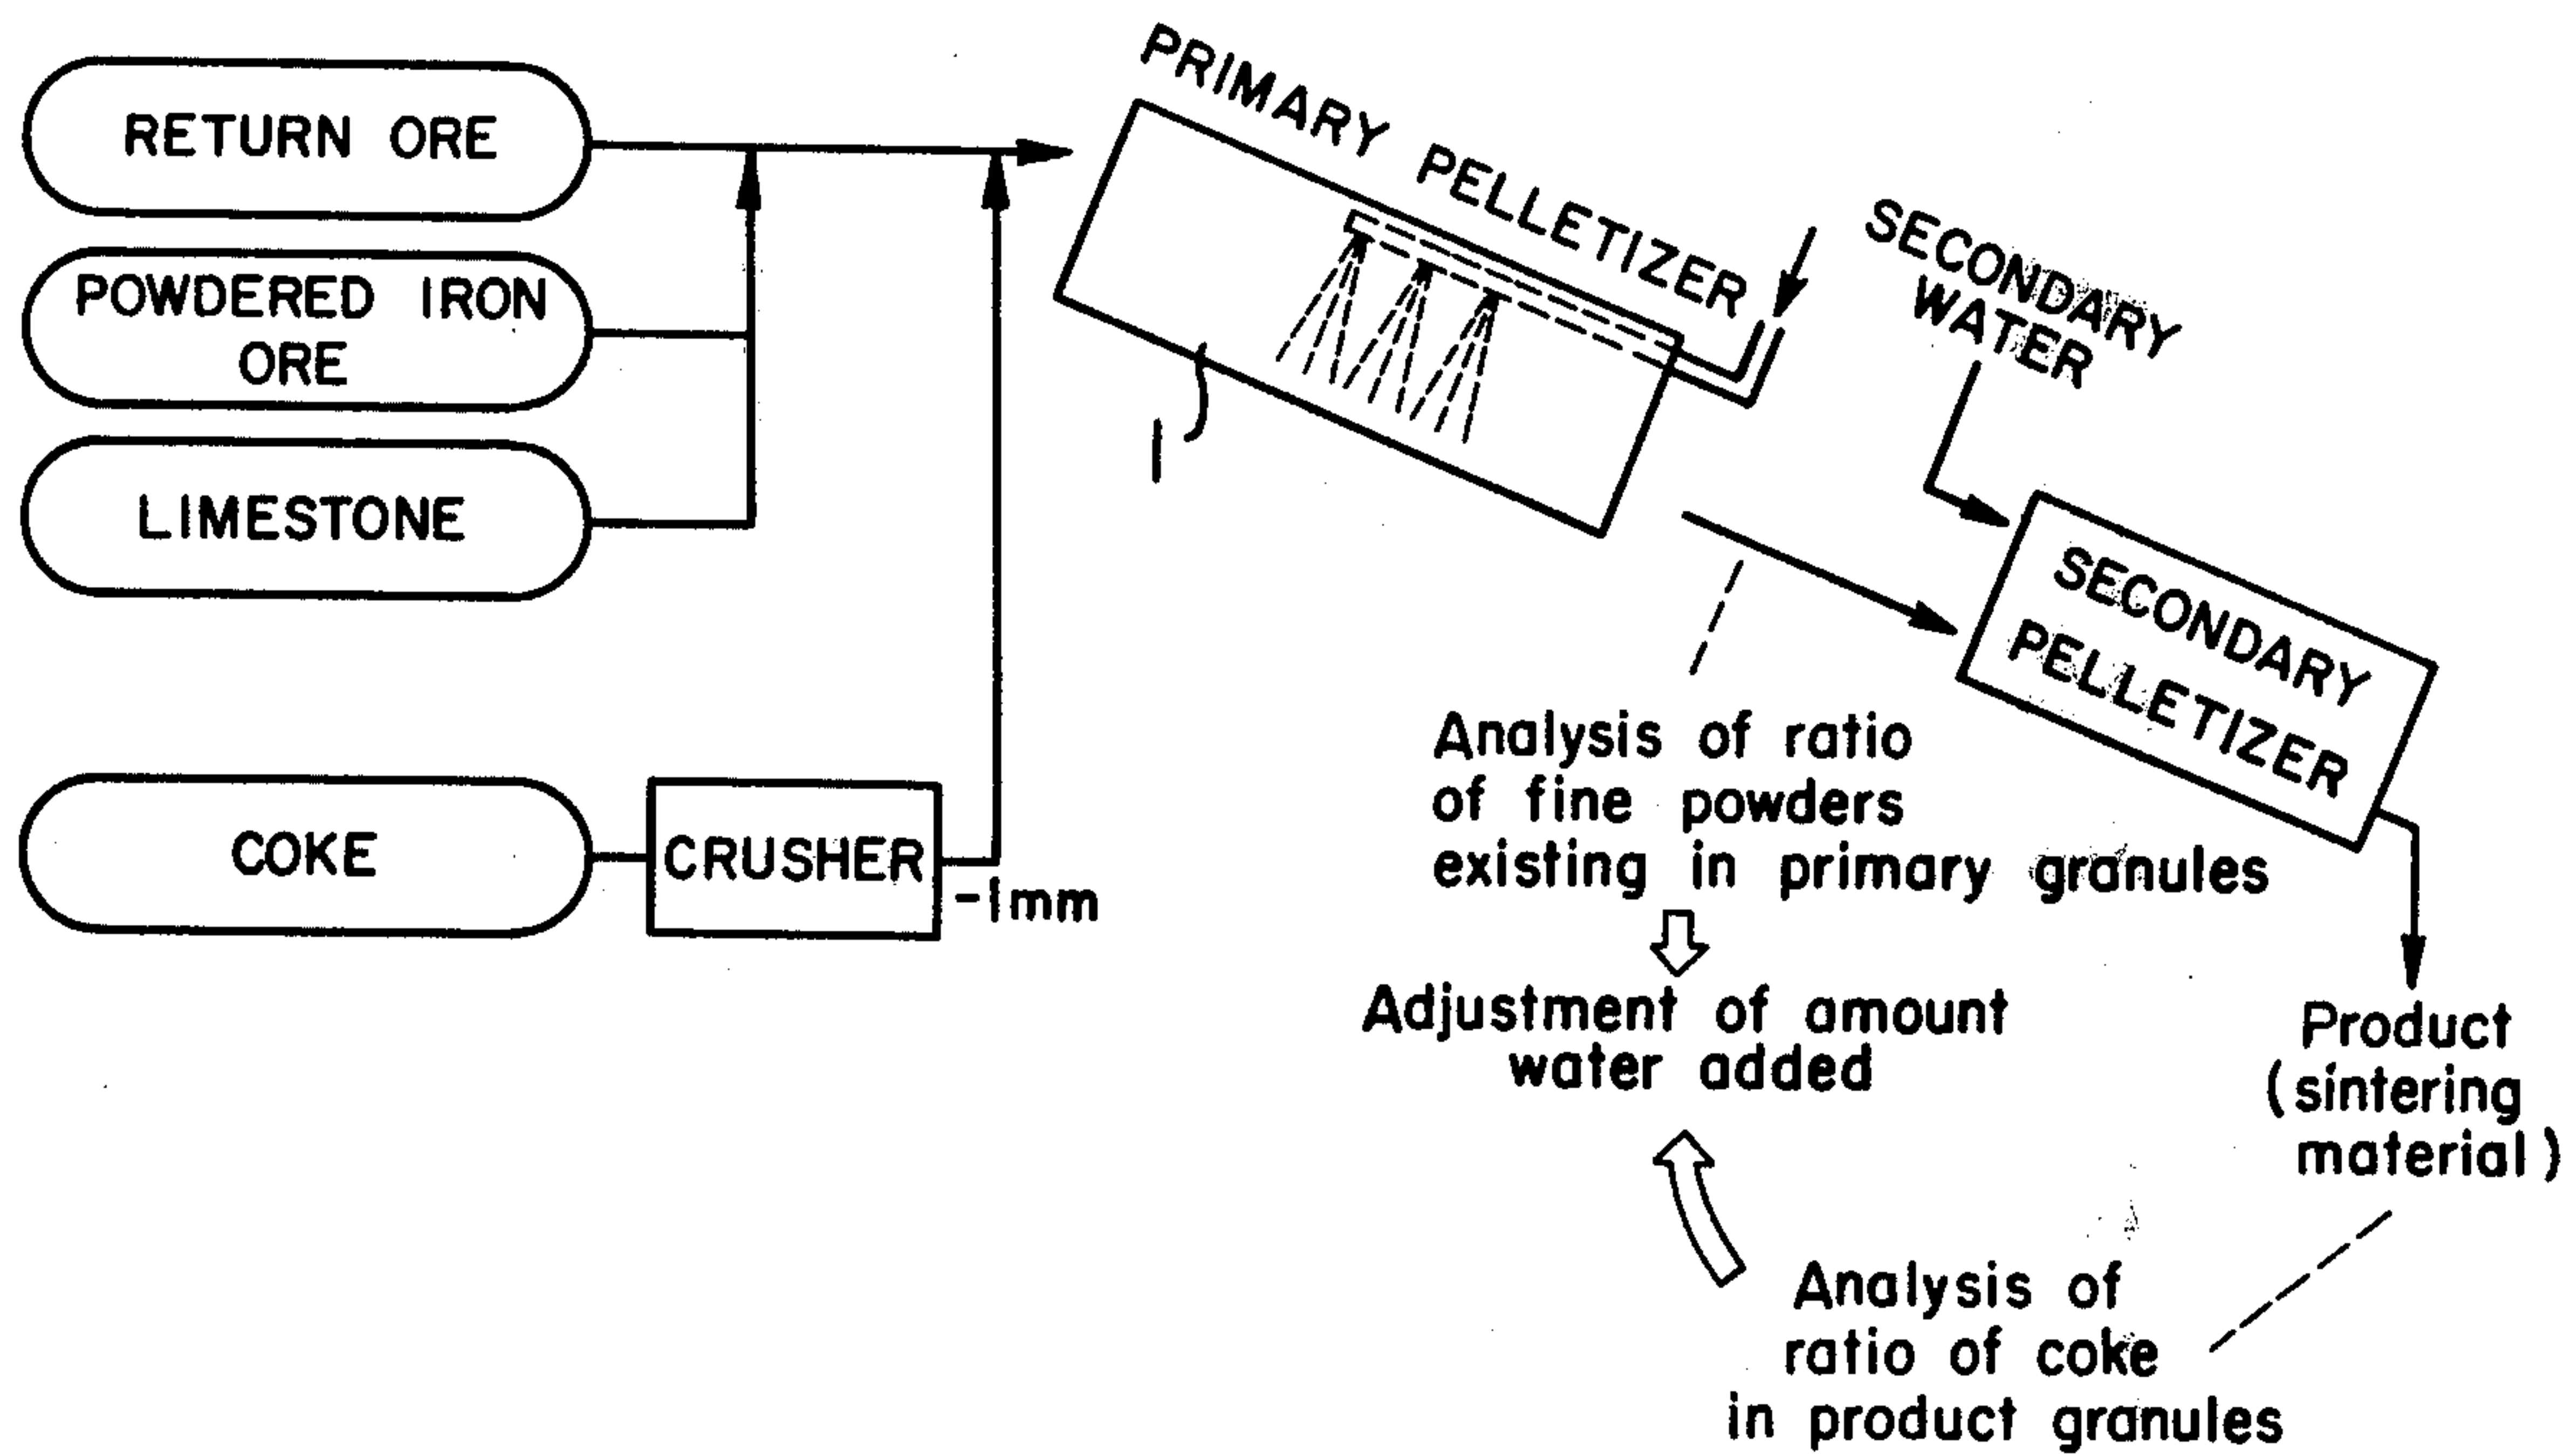 RETURN ORE
POWDERED IRON
ORE
LIMESTONE
COKE
CRUSHER
-1mm
PRIMARY PELLETIZER
1
SECONDARY
WATER
SECONDARY
PELLETIZER
Analysis of ratio
of fine powders
existing in primary granules
Adjustment of amount
water added
Product
(sintering
material)
Analysis of
ratio of coke
in product granules